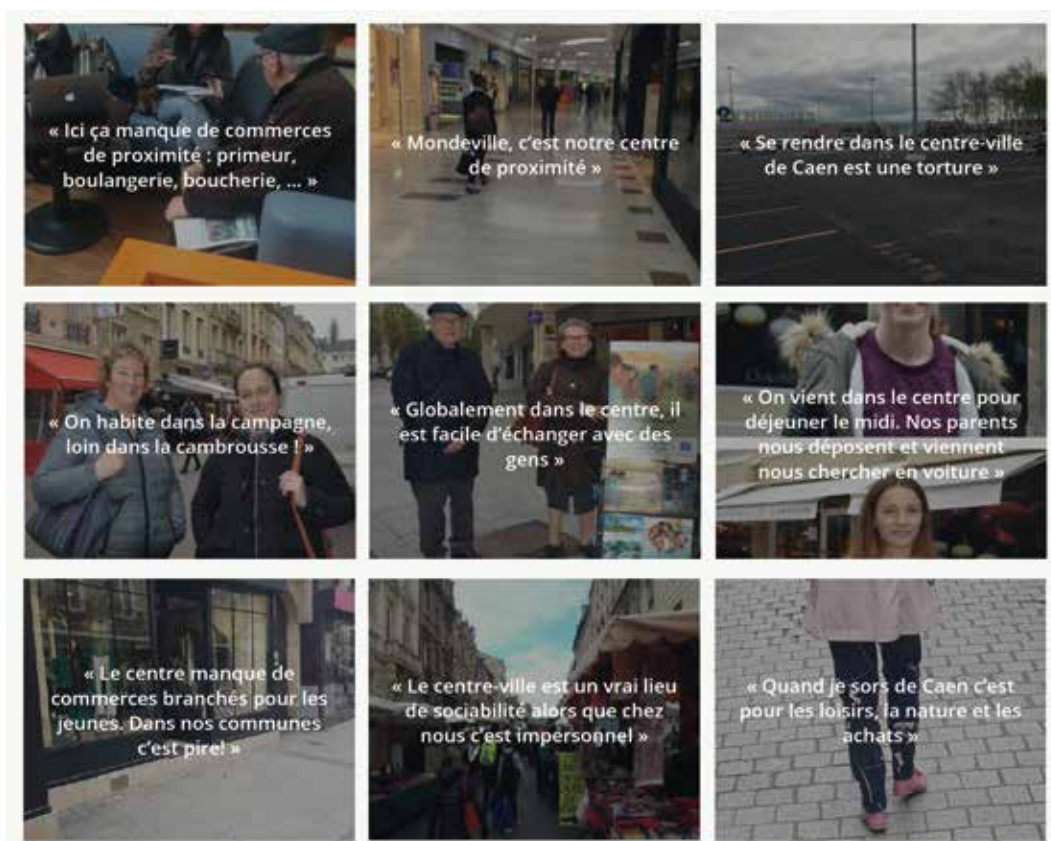 « Ici ça manque de commerces
de proximité : primeur,
boulangerie, boucherie, ... »
« Mondeville, c’est notre centre
de proximité »
« Se rendre dans le centre-ville
de Caen est une torture »
« On habite dans la campagne,
loin dans la cambrousse ! »
« Globalement dans le centre, il
est facile d’échanger avec des
gens »
« On vient dans le centre pour
déjeuner le midi. Nos parents
nous déposent et viennent
nous chercher en voiture »
« Le centre manque de
commerces branchés pour les
jeunes. Dans nos communes
c’est pire! »
« Le centre-ville est un vrai lieu
de sociabilité alors que chez
nous c’est impersonnel »
« Quand je sors de Caen c’est
pour les loisirs, la nature et les
achats »